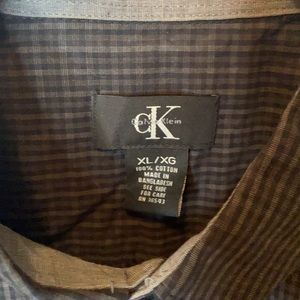 cK
Calvin Klein
XL/XG
100% COTTON
MADE IN
BANGLADESH
SEE SIDE
FOR CARE
RN 36543